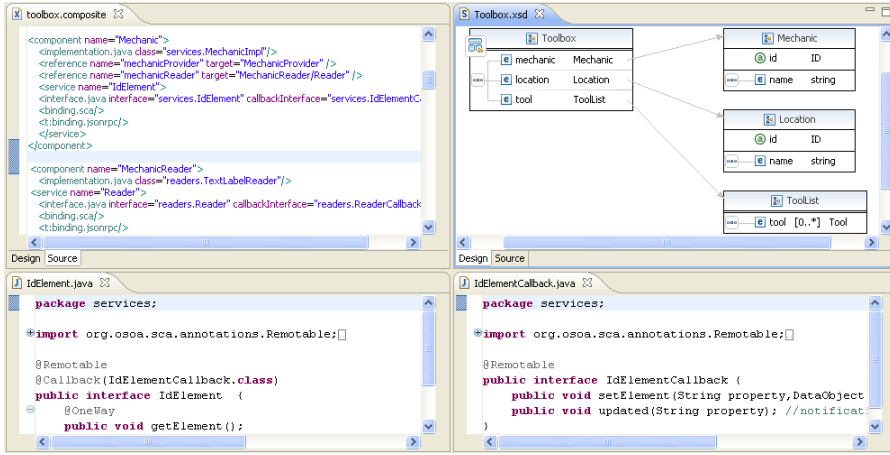 toolbox.composite
<component name="Mechanic">
<implementation.java class="services.MechanicImpl"/>
<reference name="mechanicProvider" target="MechanicProvider" />
<reference name="mechanicReader" target="MechanicReader/Reader" />
<service name="IdElement">
<interface.java interface="services.IdElement" callbackInterface="services.IdElementCa
<binding.sca/>
<t:binding.jsonrpc/>
</service>
</component>
<component name="MechanicReader">
<implementation.java class="readers.TextLabelReader"/>
<service name="Reader">
<interface.java interface="readers.Reader" callbackInterface="readers.ReaderCallback
<binding.sca/>
<t:binding.jsonrpc/>
Design Source
Toolbox.xsd
Toolbox
e mechanic Mechanic
e location Location
e tool ToolList
Mechanic
a id ID
e name string
Location
a id ID
e name string
ToolList
e tool [0..*] Tool
Design Source
IdElement.java
package services;
import org.osoa.sca.annotations.Remotable;
@Remotable
@Callback(IdElementCallback.class)
public interface IdElement {
@OneWay
public void getElement();
IdElementCallback.java
package services;
import org.osoa.sca.annotations.Remotable;
@Remotable
public interface IdElementCallback {
public void setElement(String property,DataObject
public void updated(String property); //notificati
}